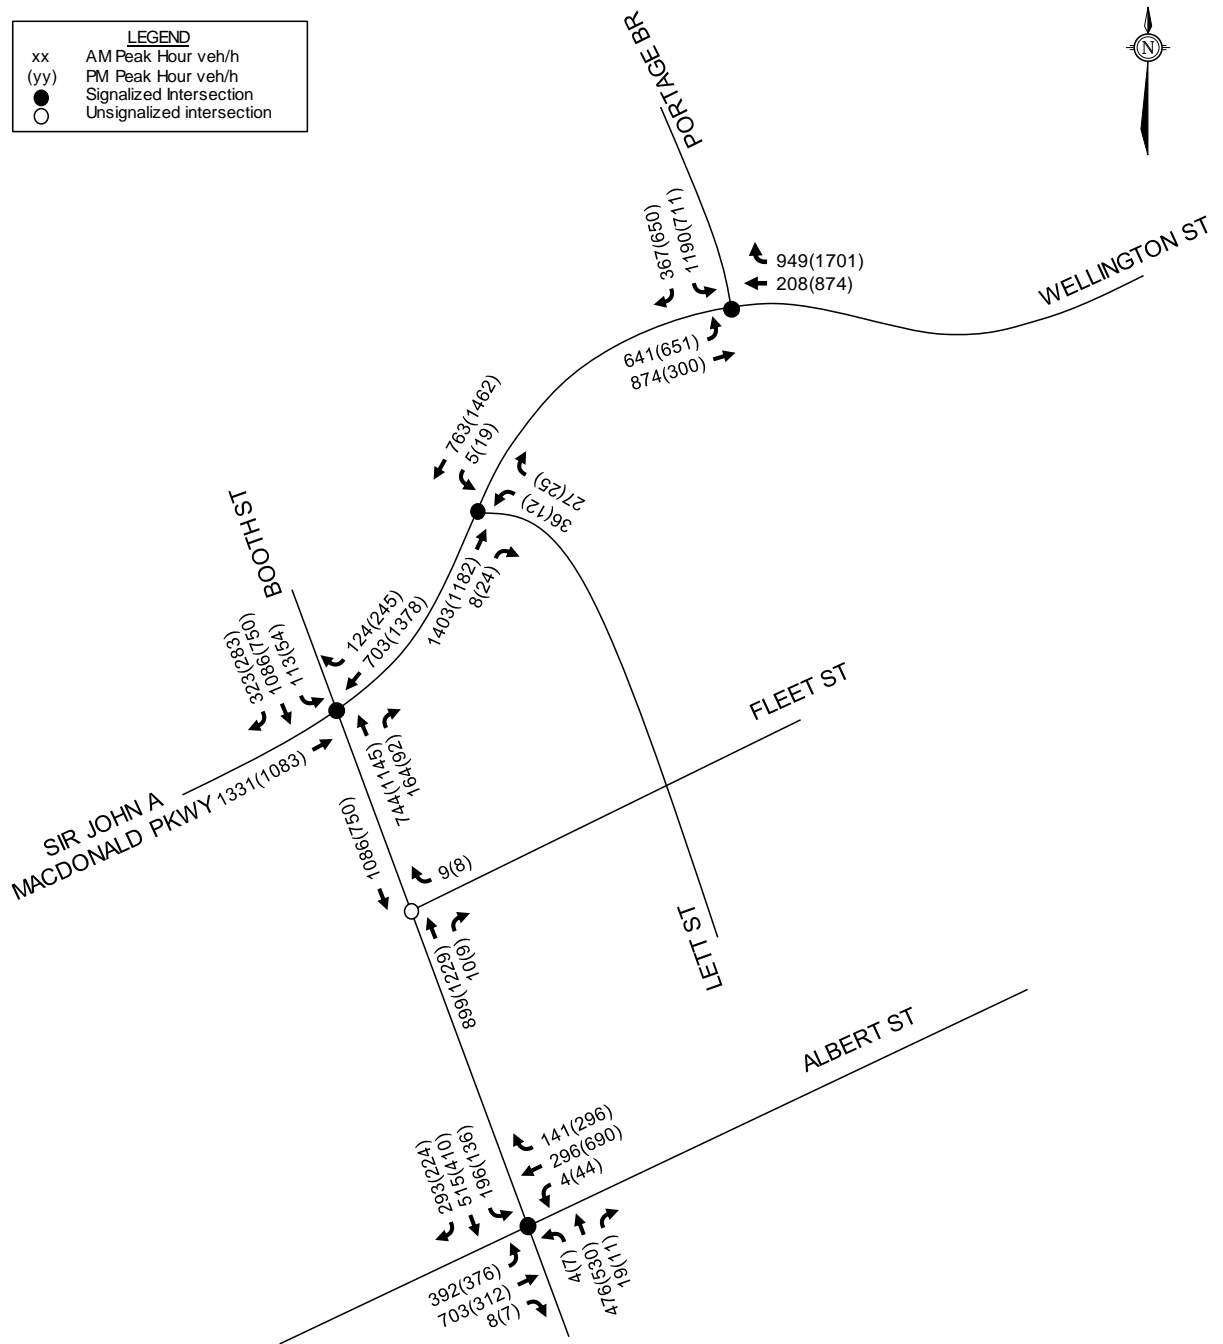 LEGEND
xx AM Peak Hour veh/h
(yy) PM Peak Hour veh/h
Signalized Intersection
Unsignalized intersection
N
PORTAGE BR
WELLINGTON ST
367(650)
1190(711)
949(1701)
208(874)
641(651)
874(300)
763(1462)
5(19)
27(25)
36(12)
1403(1182)
8(24)
BOOTH ST
124(245)
703(1378)
323(283)
1086(750)
113(54)
744(1145)
164(92)
1331(1083)
SIR JOHN A
MACDONALD PKWY
FLEET ST
1086(750)
9(8)
899(1229)
10(9)
LETT ST
ALBERT ST
141(296)
296(690)
4(44)
293(224)
515(410)
196(136)
4(7)
476(530)
19(11)
392(376)
703(312)
8(7)